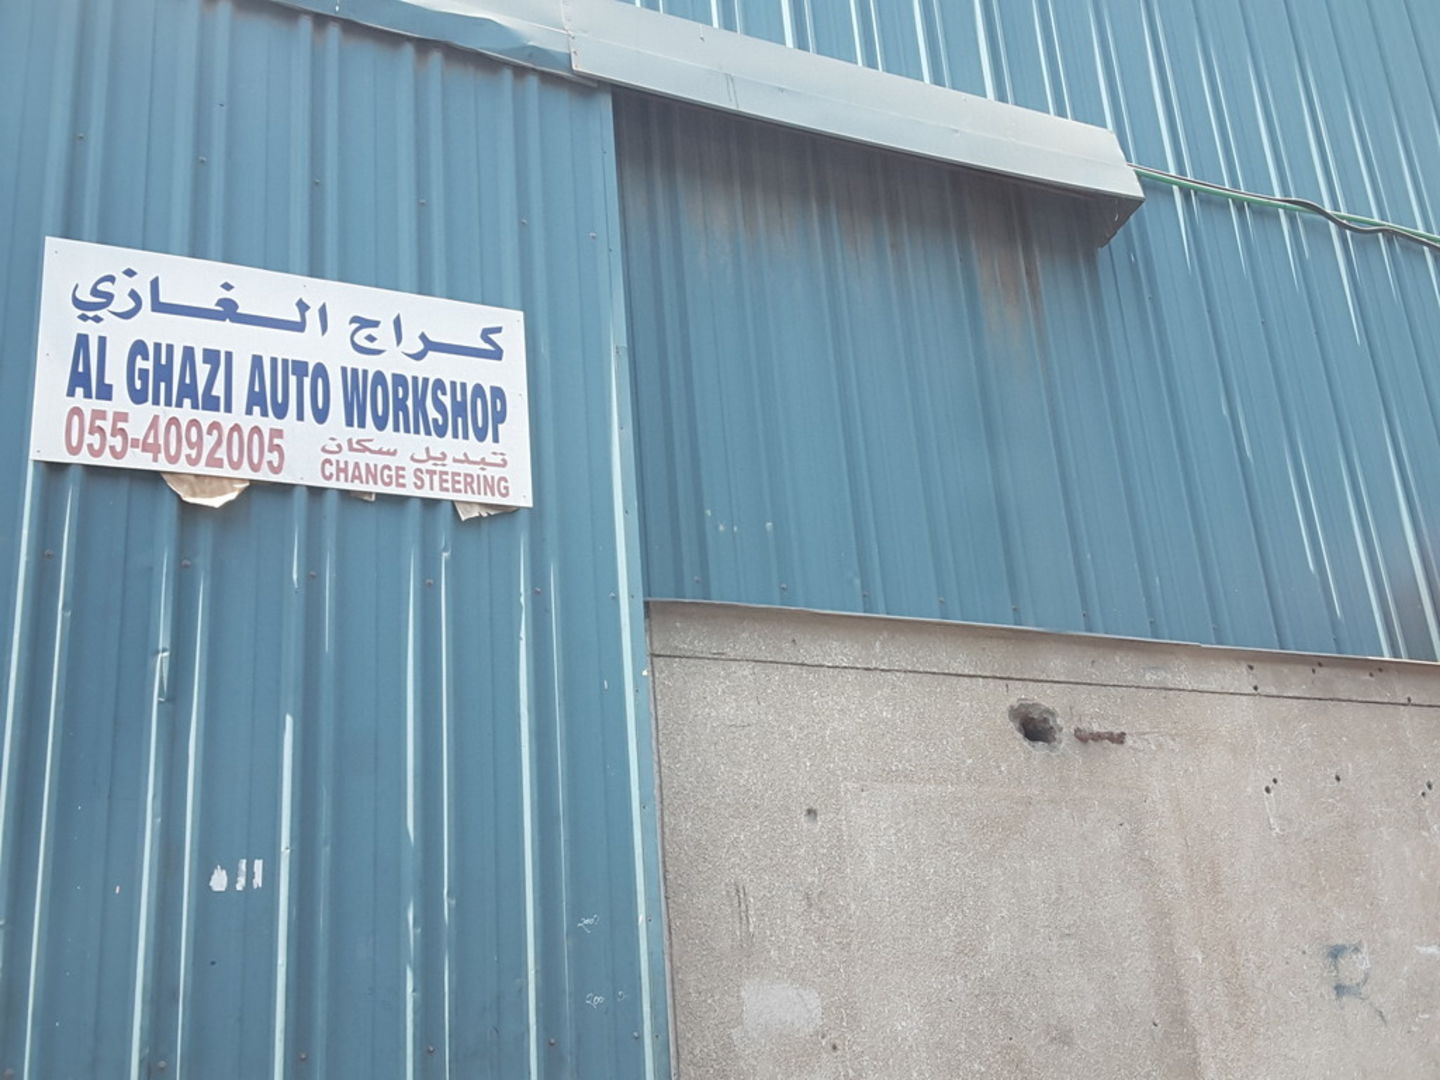 كراج الغازي
AL GHAZI AUTO WORKSHOP
055-4092005
تبديل سكان
CHANGE STEERING